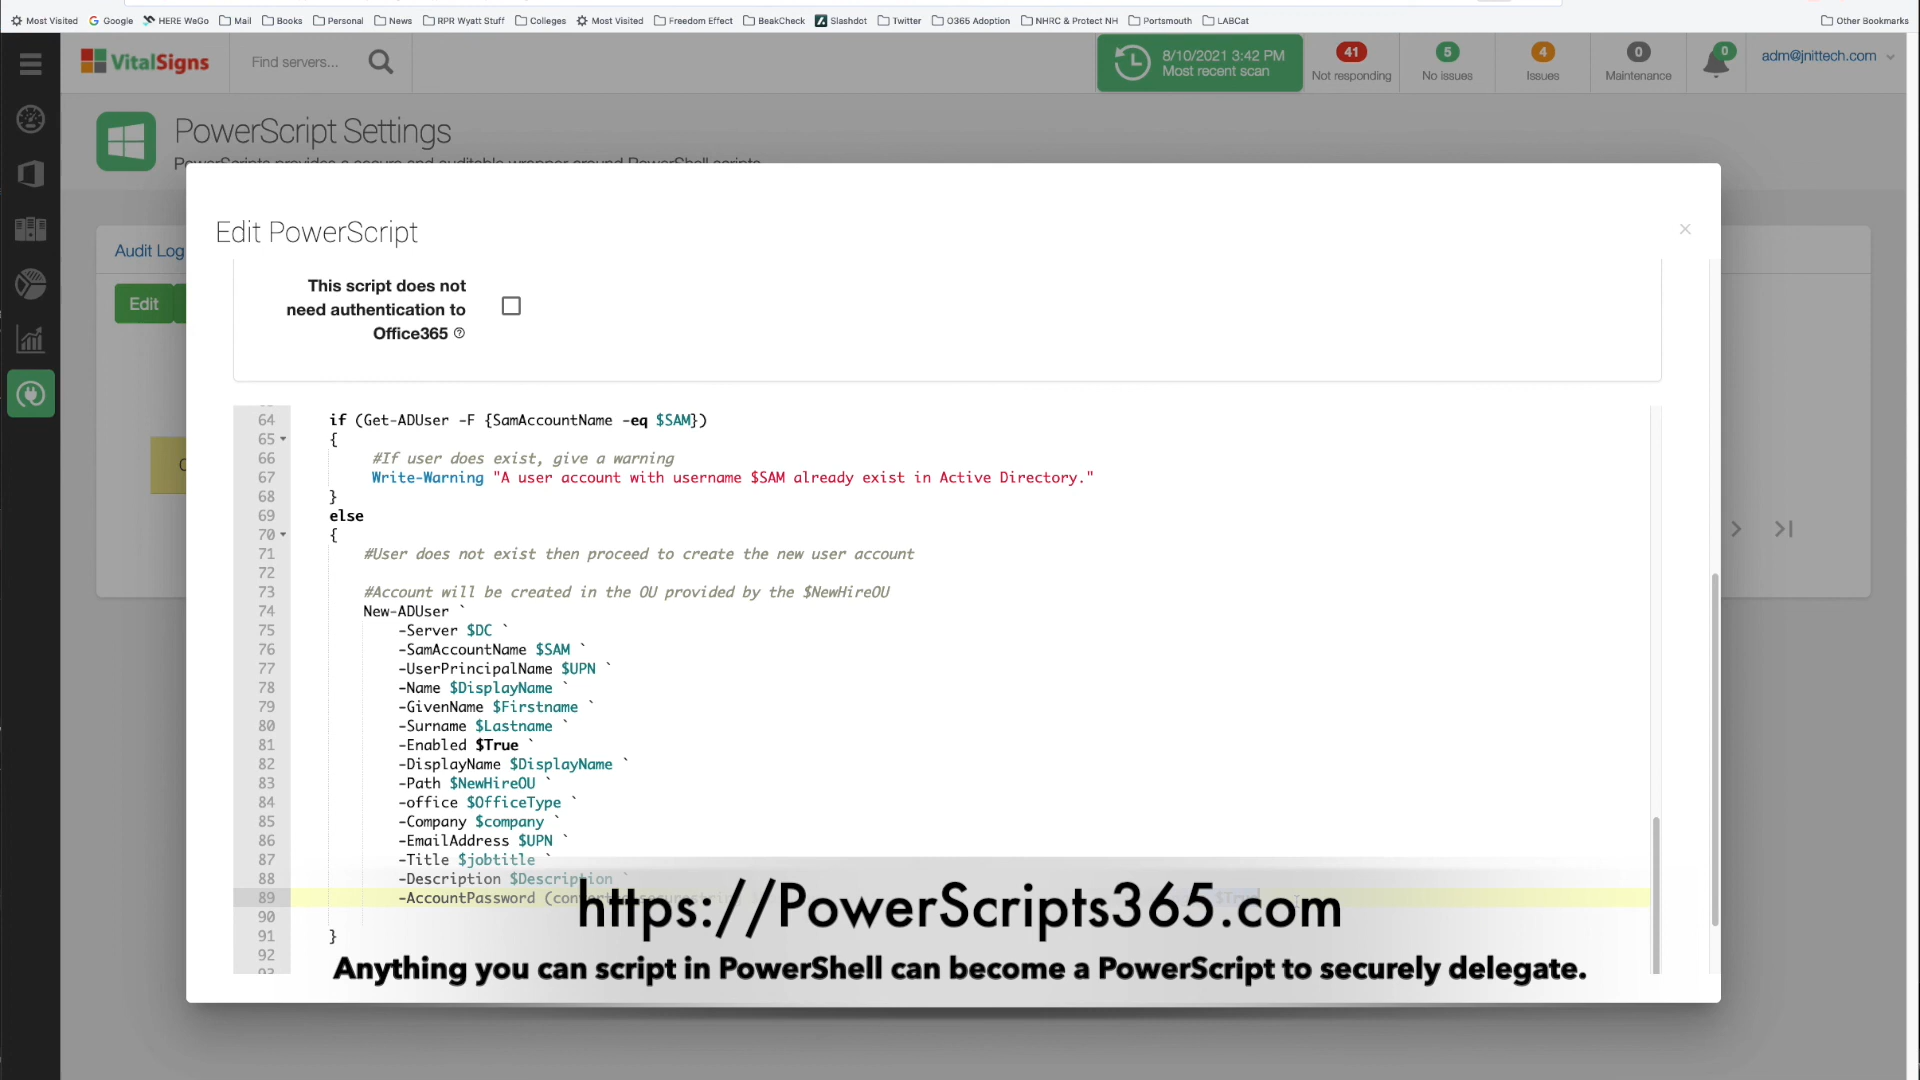 Most Visited Google HERE WeGo Mail Books Personal News RPR Wyatt Stuff Colleges Most Visited Freedom Effect BeakCheck Slashdot Twitter O365 Adoption NHRC & Protect NH Portsmouth LABCat Other Bookmarks
VitalSigns Find servers... 8/10/2021 3:42 PM 41 5 4 0 0 adm@jnittech.com
Most recent scan Not responding No issues Issues Maintenance
PowerScript Settings
PowerScripts provides a secure and auditable wrapper around PowerShell scripts
Edit PowerScript ×
Audit Log
Edit
This script does not
need authentication to
Office365
64 if (Get-ADUser -F {SamAccountName -eq $SAM})
65 {
66 #If user does exist, give a warning
67 Write-Warning "A user account with username $SAM already exist in Active Directory."
68 }
69 else
70 {
71 #User does not exist then proceed to create the new user account
72
73 #Account will be created in the OU provided by the $NewHireOU
74 New-ADUser `
75 -Server $DC `
76 -SamAccountName $SAM `
77 -UserPrincipalName $UPN `
78 -Name $DisplayName `
79 -GivenName $Firstname `
80 -Surname $Lastname `
81 -Enabled $True `
82 -DisplayName $DisplayName `
83 -Path $NewHireOU `
84 -office $OfficeType `
85 -Company $company `
86 -EmailAddress $UPN `
87 -Title $jobtitle `
88 -Description $Description `
89 -AccountPassword
90
91 }
92
https://PowerScripts365.com
Anything you can script in PowerShell can become a PowerScript to securely delegate.